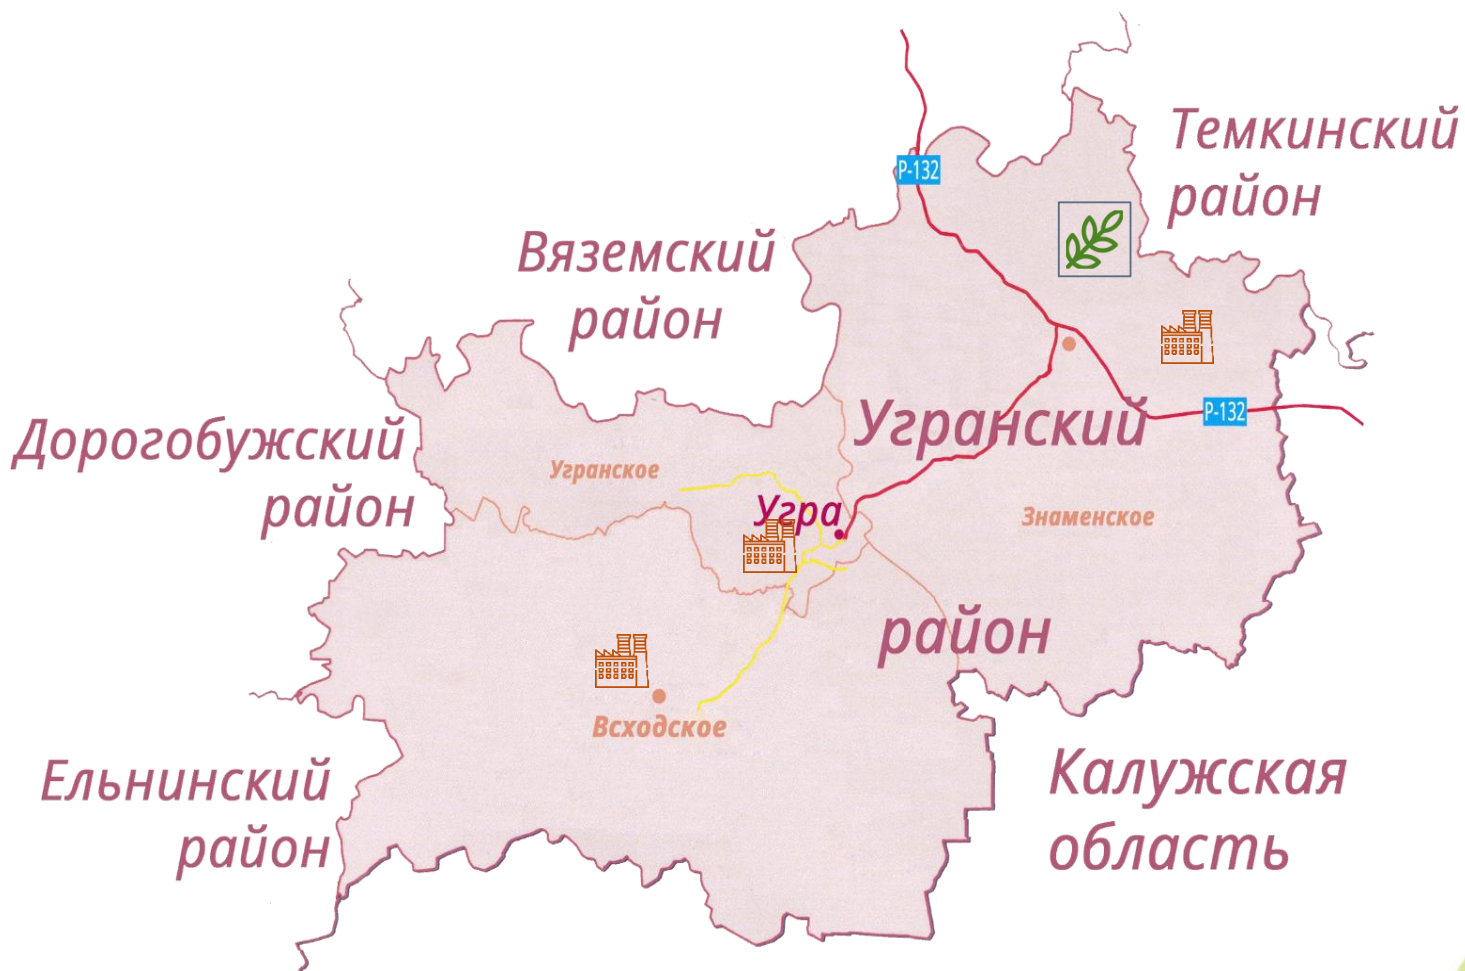 Темкинский
район
Р-132
Вяземский
район
Р-132
Угранский
Дорогобужский
район
Угранское
Угра
Знаменское
район
Всходское
Ельнинский
район
Калужская
область